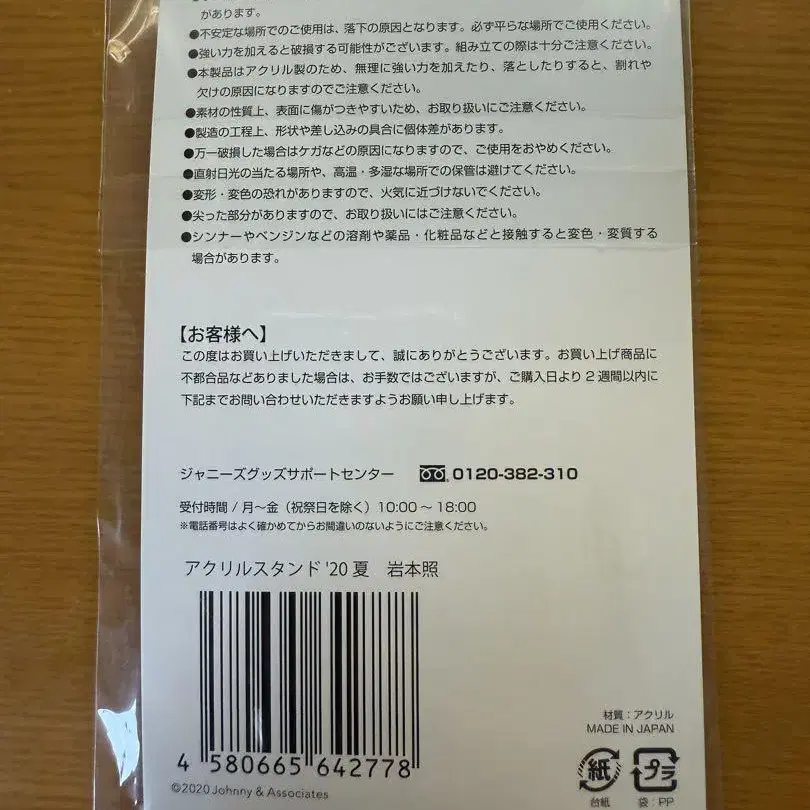 があります。
●不安定な場所でのご使用は、落下の原因となります。必ず平らな場所でご使用ください。
●強い力を加えると破損する可能性がございます。組み立ての際は十分ご注意ください。
●本製品はアクリル製のため、無理に強い力を加えたり、落としたりすると、割れや
欠けの原因になりますのでご注意ください。
●素材の性質上、表面に傷がつきやすいため、お取り扱いにご注意ください。
●製造の工程上、形状や差し込みの具合に個体差があります。
●万一破損した場合はケガなどの原因になりますので、ご使用をおやめください。
●直射日光の当たる場所や、高温・多湿な場所での保管は避けてください。
●変形・変色の恐れがありますので、火気に近づけないでください。
●尖った部分がありますので、お取り扱いにはご注意ください。
●シンナーやベンジンなどの溶剤や薬品・化粧品などと接触すると変色・変質する
場合があります。
【お客様へ】
この度はお買い上げいただきまして、誠にありがとうございます。お買い上げ商品に
不都合品などありました場合は、お手数ではございますが、ご購入日より2週間以内に
下記までお問い合わせいただきますようお願い申し上げます。
ジャニーズグッズサポートセンター 0120-382-310
受付時間/月〜金（祝祭日を除く）10:00〜18:00
※電話番号はよく確かめてからお間違いのないようにご注意ください。
アクリルスタンド'20夏 岩本照
4 580665 642778
©2020 Johnny & Associates
材質：アクリル
MADE IN JAPAN
紙 プラ
台紙 袋：PP